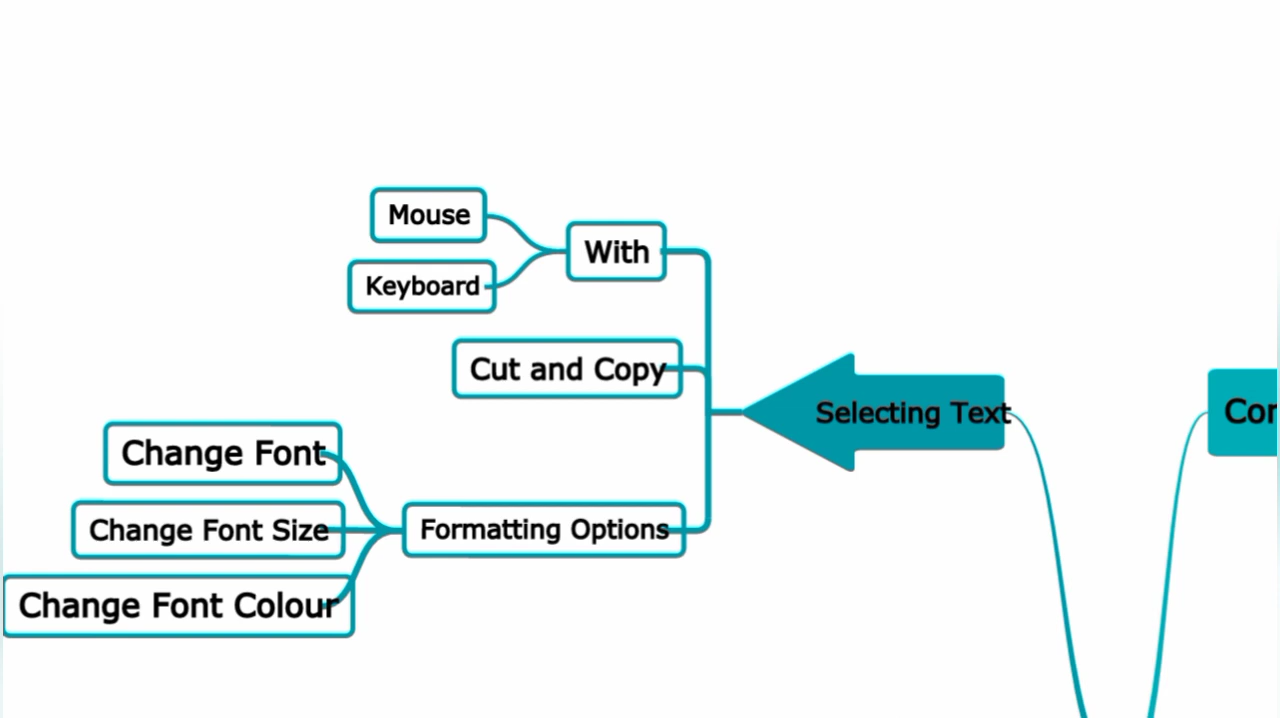 Mouse
With
Keyboard
Cut and Copy
Selecting Text
Change Font
Change Font Size
Formatting Options
Change Font Colour